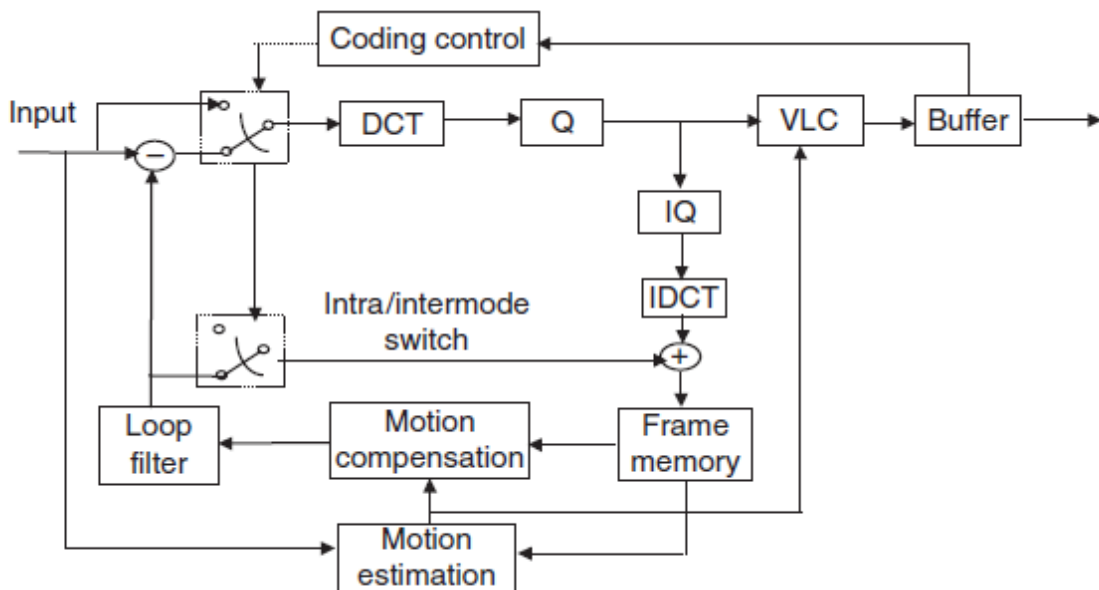 Coding control
Input
DCT
Q
VLC
Buffer
−
IQ
IDCT
Intra/intermode
switch
+
Loop
filter
Motion
compensation
Frame
memory
Motion
estimation